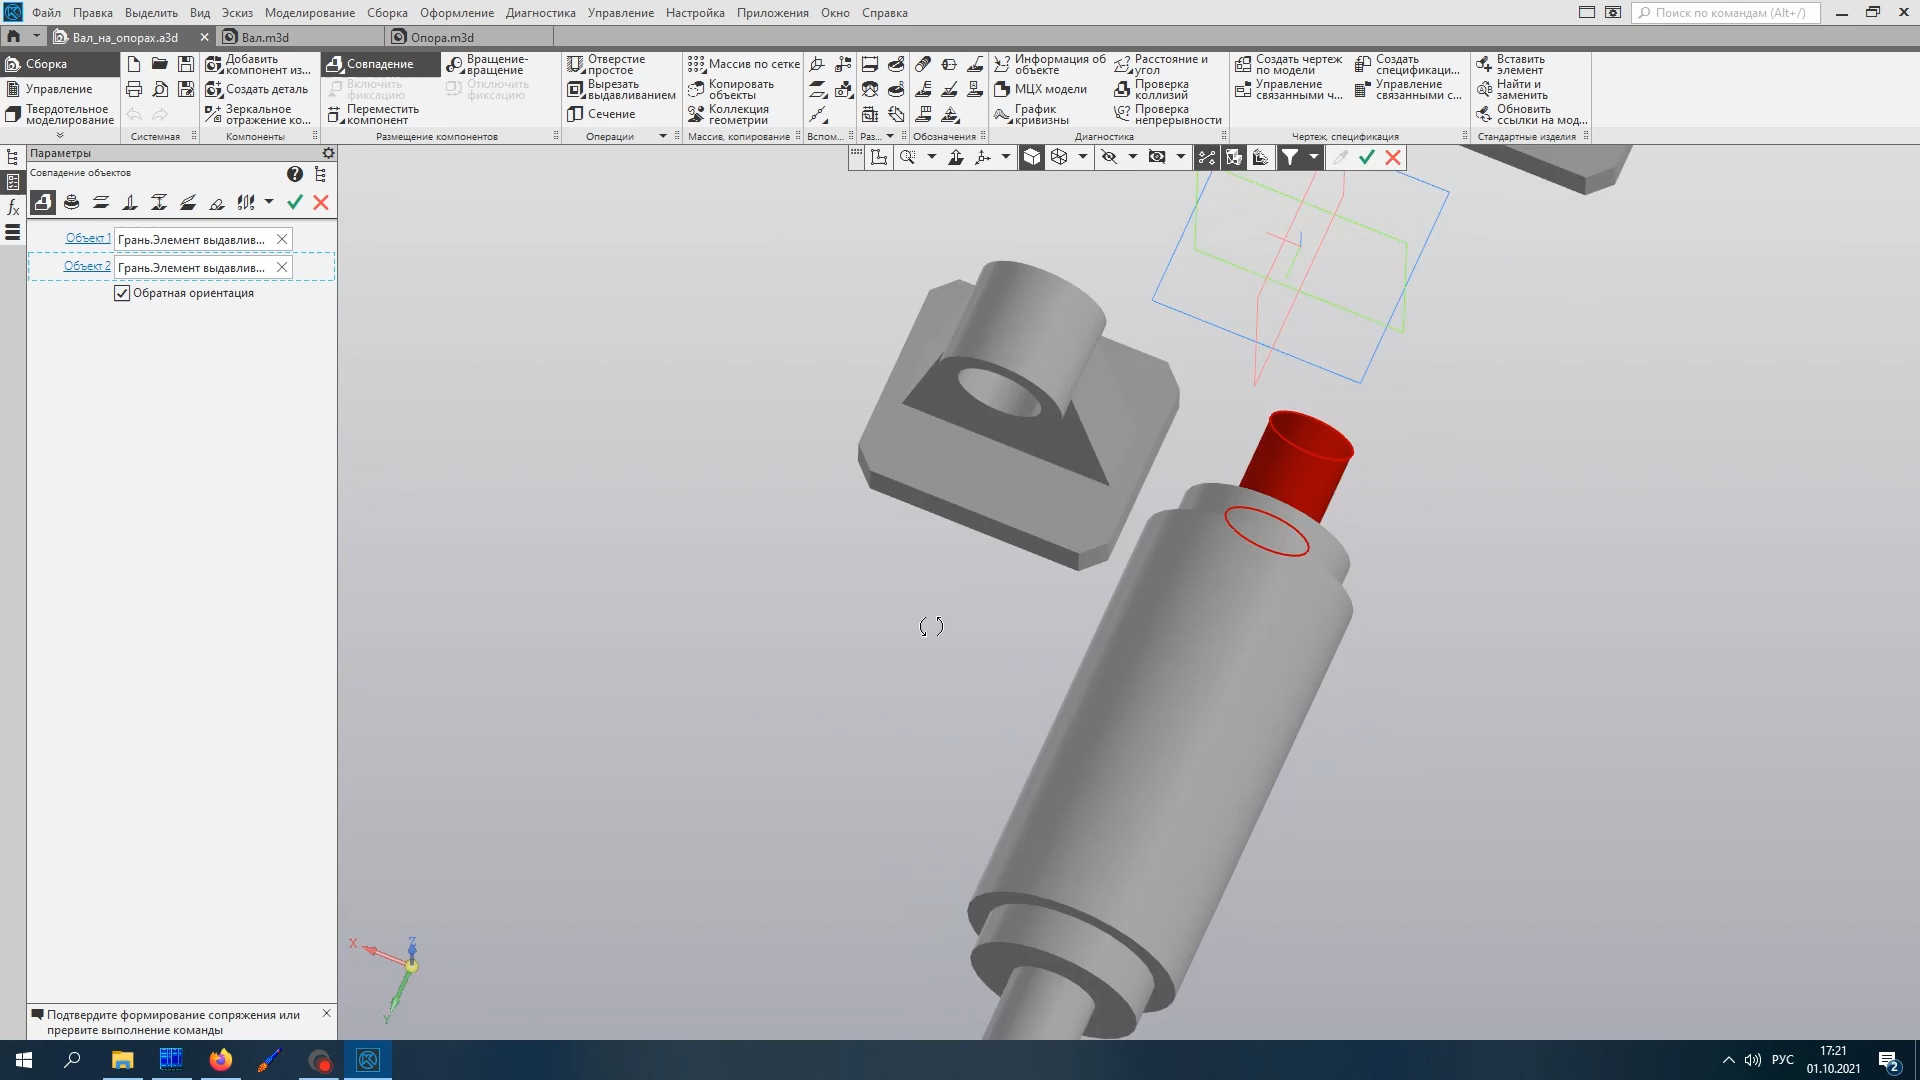 Файл Правка Выделить Вид Эскиз Моделирование Сборка Оформление Диагностика Управление Настройка Приложения Окно Справка
Поиск по командам (Alt+/)
Вал_на_опорах.a3d
Вал.m3d
Опора.m3d
Сборка
Управление
Твердотельное моделирование
Системная
Добавить компонент из...
Создать деталь
Зеркальное отражение ко...
Компоненты
Совпадение
Включить фиксацию
Переместить компонент
Вращение-вращение
Отключить фиксацию
Размещение компонентов
Отверстие простое
Вырезать выдавливанием
Сечение
Операции
Массив по сетке
Копировать объекты
Коллекция геометрии
Массив, копирование
Вспом...
Раз...
Обозначения
Информация об объекте
МЦХ модели
График кривизны
Расстояние и угол
Проверка коллизий
Проверка непрерывности
Диагностика
Создать чертеж по модели
Управление связанными ч...
Создать спецификаци...
Управление связанными с...
Чертеж, спецификация
Вставить элемент
Найти и заменить
Обновить ссылки на мод...
Стандартные изделия
Параметры
Совпадение объектов
Объект 1 Грань.Элемент выдавлив...
Объект 2 Грань.Элемент выдавлив...
Обратная ориентация
fx
X
Z
Y
Подтвердите формирование сопряжения или
прервите выполнение команды
РУС
17:21
01.10.2021
2